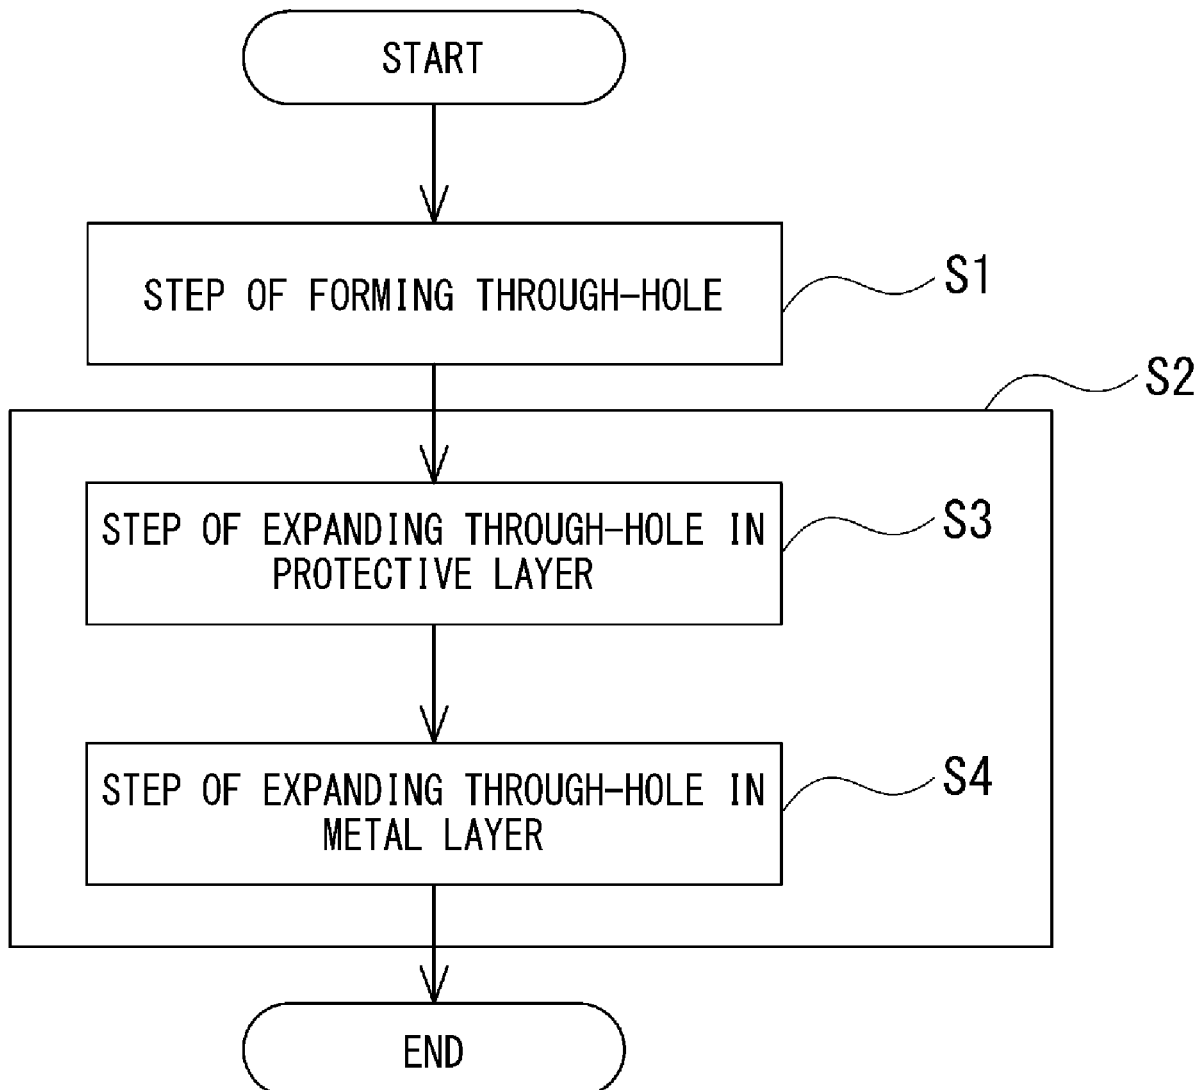 START
STEP OF FORMING THROUGH-HOLE
S1
S2
STEP OF EXPANDING THROUGH-HOLE IN
PROTECTIVE LAYER
S3
STEP OF EXPANDING THROUGH-HOLE IN
METAL LAYER
S4
END